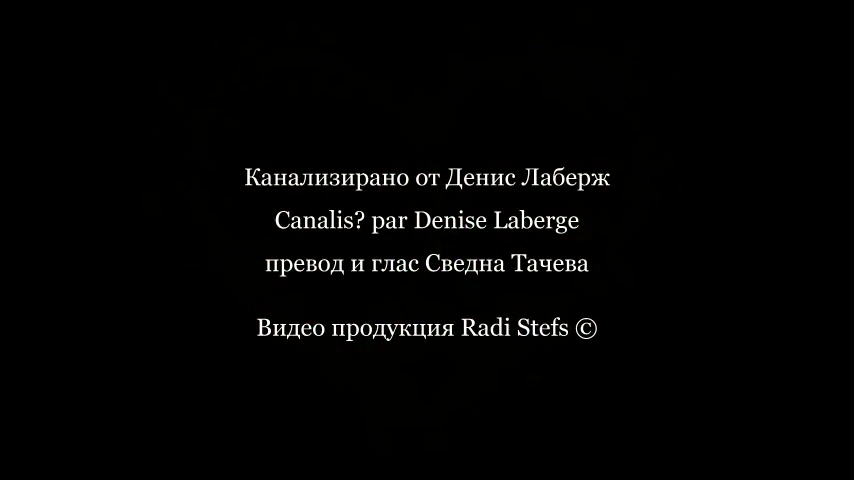 Канализирано от Денис Лаберж
Canalis? par Denise Laberge
превод и глас Сведна Тачева
Видео продукция Radi Stefs ©